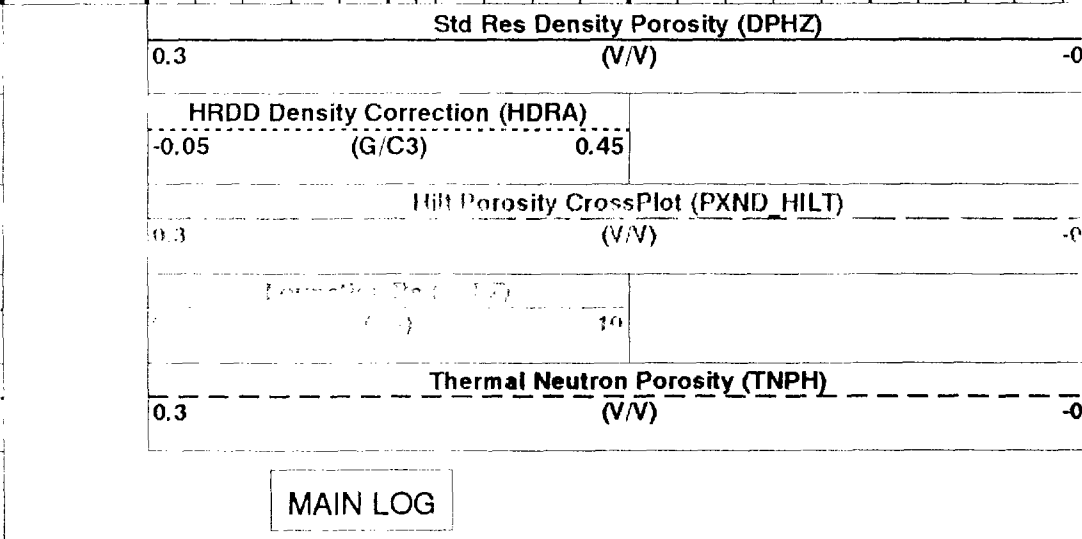 Std Res Density Porosity (DPHZ)
0.3 (V/V) -0
HRDD Density Correction (HDRA)
-0.05 (G/C3) 0.45
Hilt Porosity CrossPlot (PXND_HILT)
0.3 (V/V) -0
10
Thermal Neutron Porosity (TNPH)
0.3 (V/V) -0
MAIN LOG